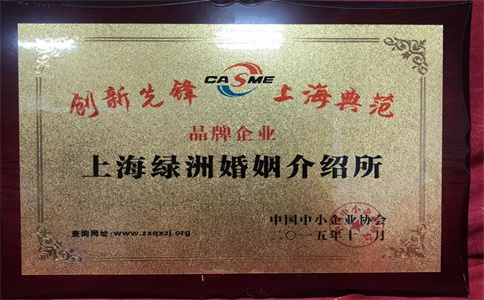 CASME
创新先锋 上海典范
品牌企业
上海绿洲婚姻介绍所
中国中小企业协会
查询网址:www.zxqxzj.org
二〇一五年十一月